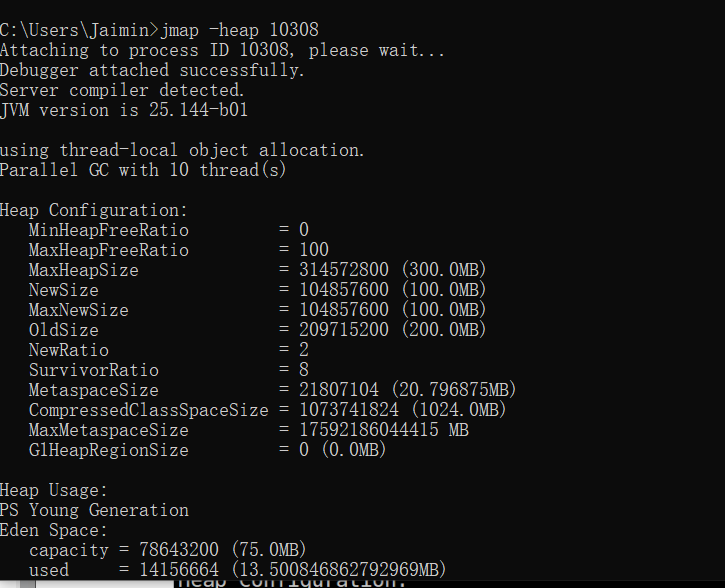 C:\Users\Jaimin>jmap -heap 10308
Attaching to process ID 10308, please wait...
Debugger attached successfully.
Server compiler detected.
JVM version is 25.144-b01
using thread-local object allocation.
Parallel GC with 10 thread(s)
Heap Configuration:
MinHeapFreeRatio = 0
MaxHeapFreeRatio = 100
MaxHeapSize = 314572800 (300.0MB)
NewSize = 104857600 (100.0MB)
MaxNewSize = 104857600 (100.0MB)
OldSize = 209715200 (200.0MB)
NewRatio = 2
SurvivorRatio = 8
MetaspaceSize = 21807104 (20.796875MB)
CompressedClassSpaceSize = 1073741824 (1024.0MB)
MaxMetaspaceSize = 17592186044415 MB
G1HeapRegionSize = 0 (0.0MB)
Heap Usage:
PS Young Generation
Eden Space:
capacity = 78643200 (75.0MB)
used = 14156664 (13.500846862792969MB)
Heap Configuration: